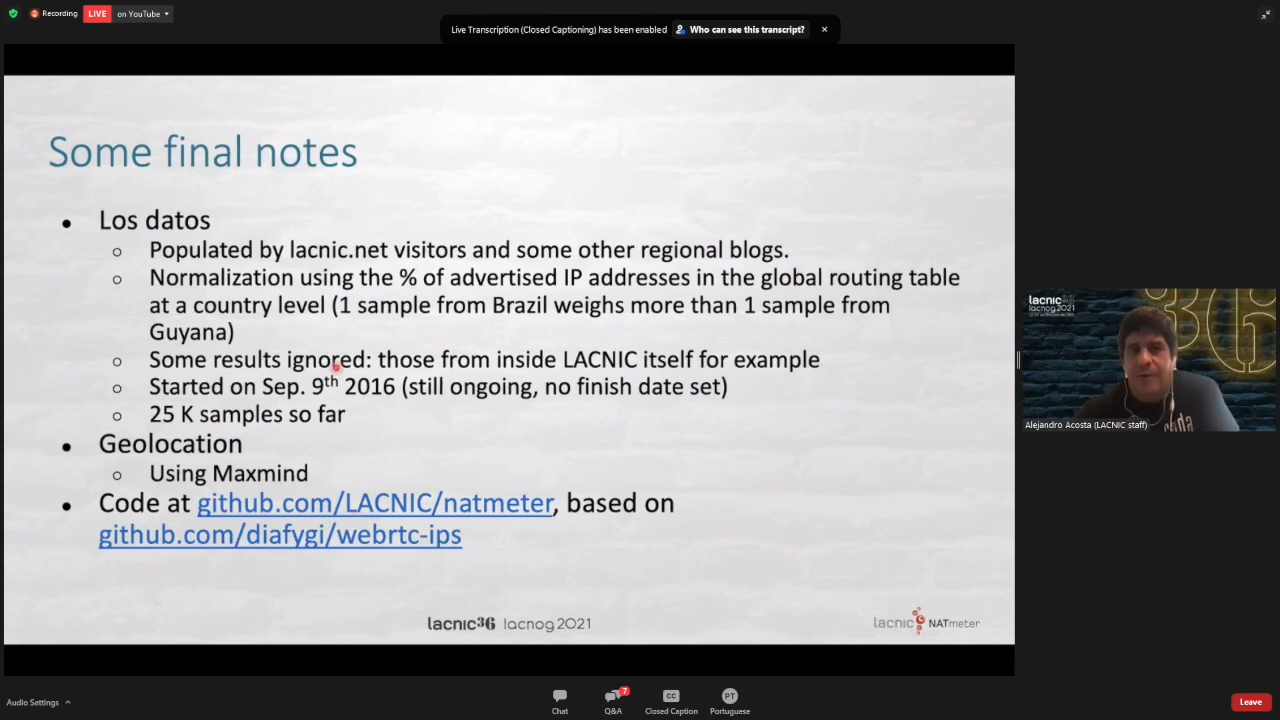 Recording
LIVE
on YouTube
Live Transcription (Closed Captioning) has been enabled
Who can see this transcript?
Some final notes
Los datos
Populated by lacnic.net visitors and some other regional blogs.
Normalization using the % of advertised IP addresses in the global routing table
at a country level (1 sample from Brazil weighs more than 1 sample from
Guyana)
Some results ignored: those from inside LACNIC itself for example
Started on Sep. 9th 2016 (still ongoing, no finish date set)
25 K samples so far
Geolocation
Using Maxmind
Code at github.com/LACNIC/natmeter, based on
github.com/diafygi/webrtc-ips
lacnic36 lacnog2021
lacnic NATmeter
lacnic36
lacnog2021
36
Alejandro Acosta (LACNIC staff)
Audio Settings
Chat
7
Q&A
CC
Closed Caption
PT
Portuguese
Leave